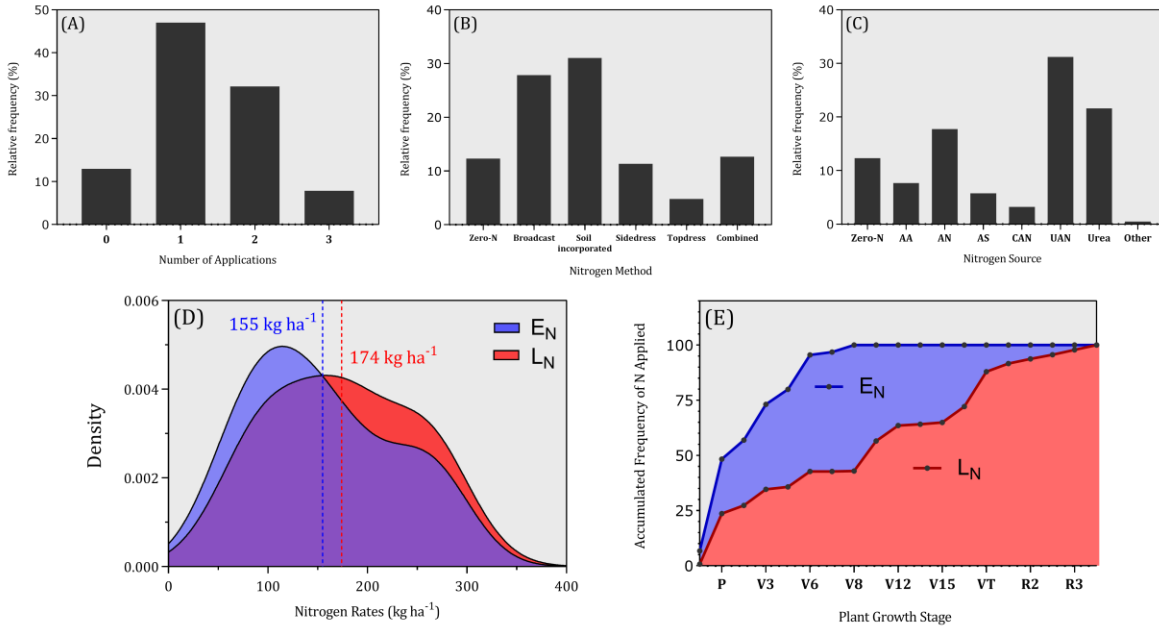 (A)
Relative frequency (%)
50
40
30
20
10
0
0 1 2 3
Number of Applications
(B)
Relative frequency (%)
40
30
20
10
0
Zero-N Broadcast Soil incorporated Sidedress Topdress Combined
Nitrogen Method
(C)
Relative frequency (%)
40
30
20
10
0
Zero-N AA AN AS CAN UAN Urea Other
Nitrogen Source
(D)
Density
0.006
0.004
0.002
0.000
155 kg ha-1
174 kg ha-1
EN
LN
0 100 200 300 400
Nitrogen Rates (kg ha-1)
(E)
Accumulated Frequency of N Applied
100
75
50
25
0
EN
LN
P V3 V6 V8 V12 V15 VT R2 R3
Plant Growth Stage